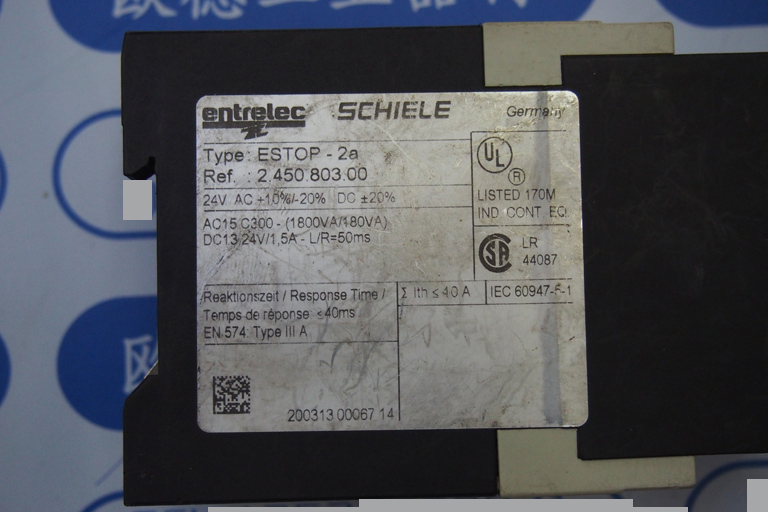 entrelec SCHIELE Germany
Type: ESTOP - 2a
Ref. : 2.450.803.00
24V AC +10%/-20% DC ±20%
AC15 C300 - (1800VA/180VA)
DC13 24V/1,5A - L/R=50ms
UL
®
LISTED 170M
IND. CONT. EQ.
SA
LR
44087
Reaktionszeit / Response Time /
Temps de réponse ≤40ms
EN 574: Type III A
Σ Ith ≤ 40 A
IEC 60947-5-1
200313 00067 14
欧